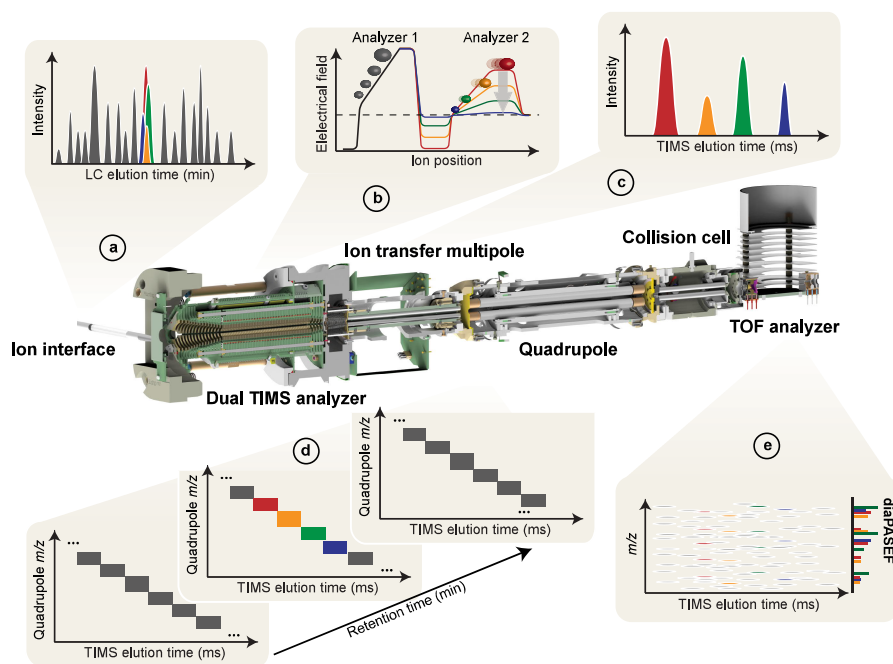 Intensity
LC elution time (min)
a
Analyzer 1
Analyzer 2
Elelectrical field
Ion position
b
Intensity
TIMS elution time (ms)
c
Ion interface
Dual TIMS analyzer
Ion transfer multipole
Quadrupole
Collision cell
TOF analyzer
d
Quadrupole m/z
...
...
TIMS elution time (ms)
Quadrupole m/z
...
...
TIMS elution time (ms)
Quadrupole m/z
...
...
TIMS elution time (ms)
Retention time (min)
e
m/z
TIMS elution time (ms)
diaPASEF